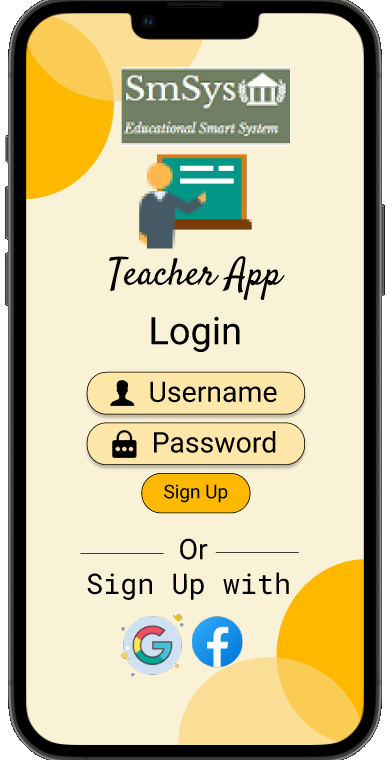 SmSys
Educational Smart System
Teacher App
Login
Username
Password
Sign Up
Or
Sign Up with